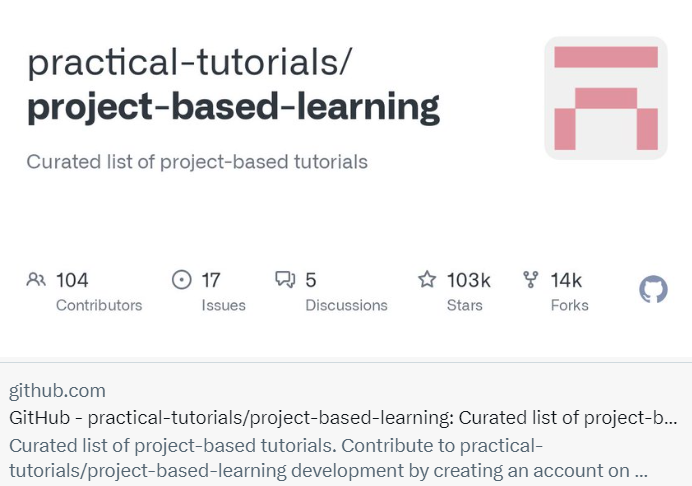 practical-tutorials/
project-based-learning
Curated list of project-based tutorials
104
Contributors
17
Issues
5
Discussions
103k
Stars
14k
Forks
github.com
GitHub - practical-tutorials/project-based-learning: Curated list of project-b...
Curated list of project-based tutorials. Contribute to practical-
tutorials/project-based-learning development by creating an account on ...